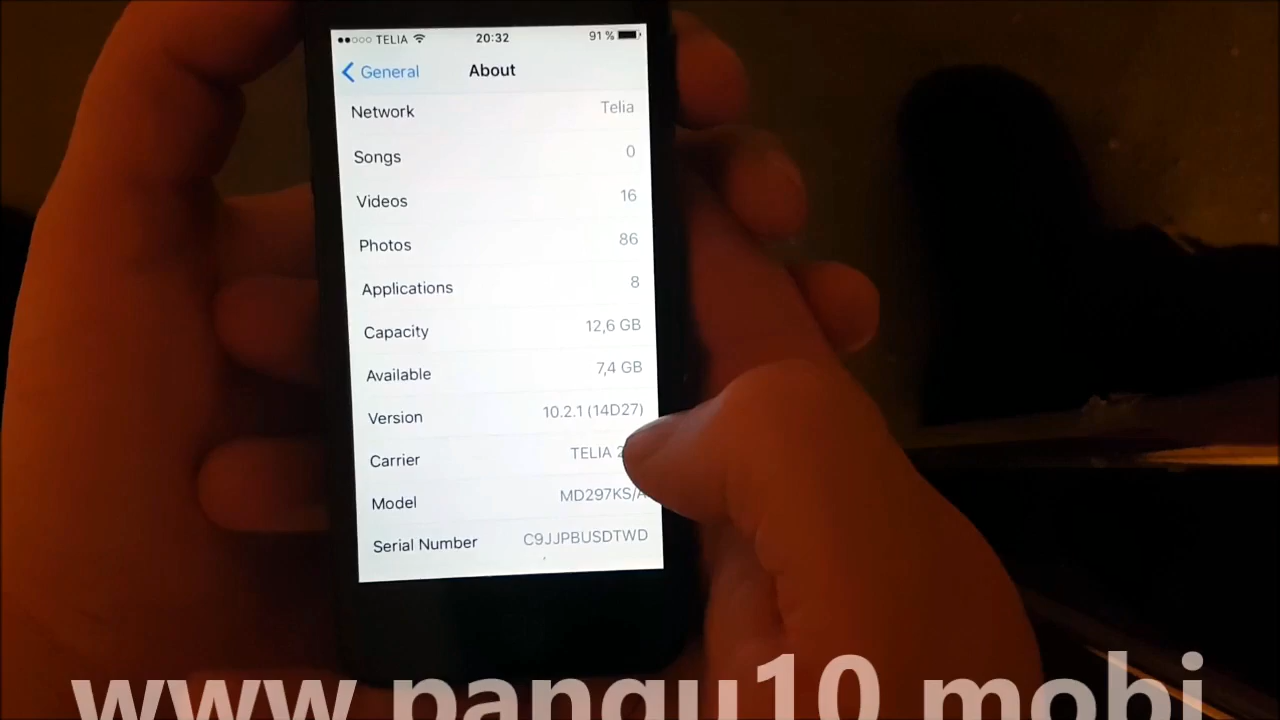 TELIA 20:32 91 %
General About
Network Telia
Songs 0
Videos 16
Photos 86
Applications 8
Capacity 12,6 GB
Available 7,4 GB
Version 10.2.1 (14D27)
Carrier TELIA
Model MD297KS/A
Serial Number C9JJPBUSDTWD
www.pangu10.mobi